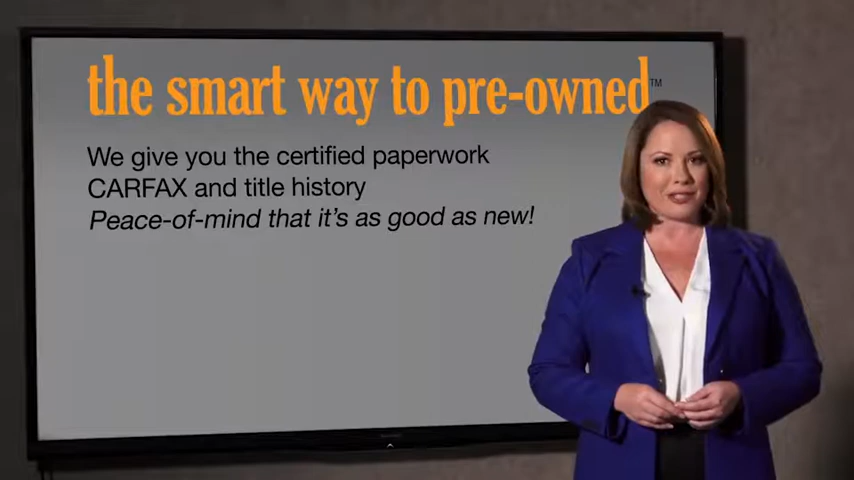 the smart way to pre-owned™
We give you the certified paperwork
CARFAX and title history
Peace-of-mind that it's as good as new!